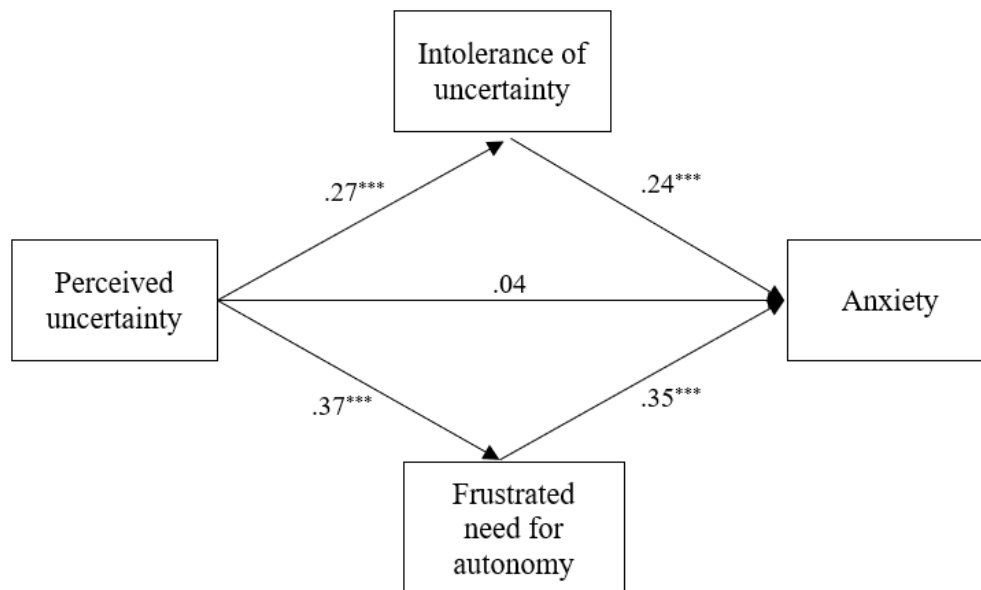 Intolerance of
uncertainty
.27***
.24***
Perceived
uncertainty
.04
Anxiety
.37***
.35***
Frustrated
need for
autonomy